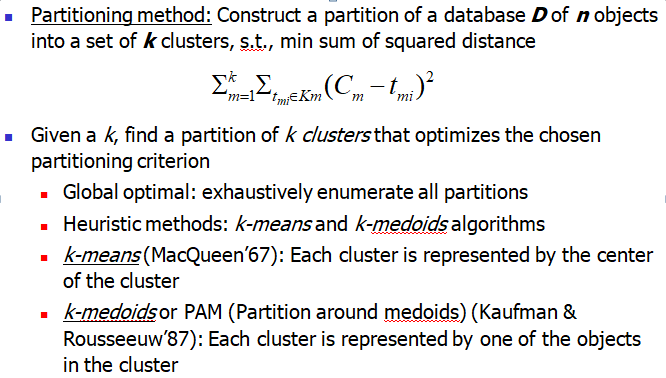 ▪ Partitioning method: Construct a partition of a database D of n objects
into a set of k clusters, s.t., min sum of squared distance
Σ^k_{m=1} Σ_{t_{mi}∈Km} (C_m − t_{mi})^2
▪ Given a k, find a partition of k clusters that optimizes the chosen
partitioning criterion
▪ Global optimal: exhaustively enumerate all partitions
▪ Heuristic methods: k-means and k-medoids algorithms
▪ k-means (MacQueen'67): Each cluster is represented by the center
of the cluster
▪ k-medoids or PAM (Partition around medoids) (Kaufman &
Rousseeuw'87): Each cluster is represented by one of the objects
in the cluster